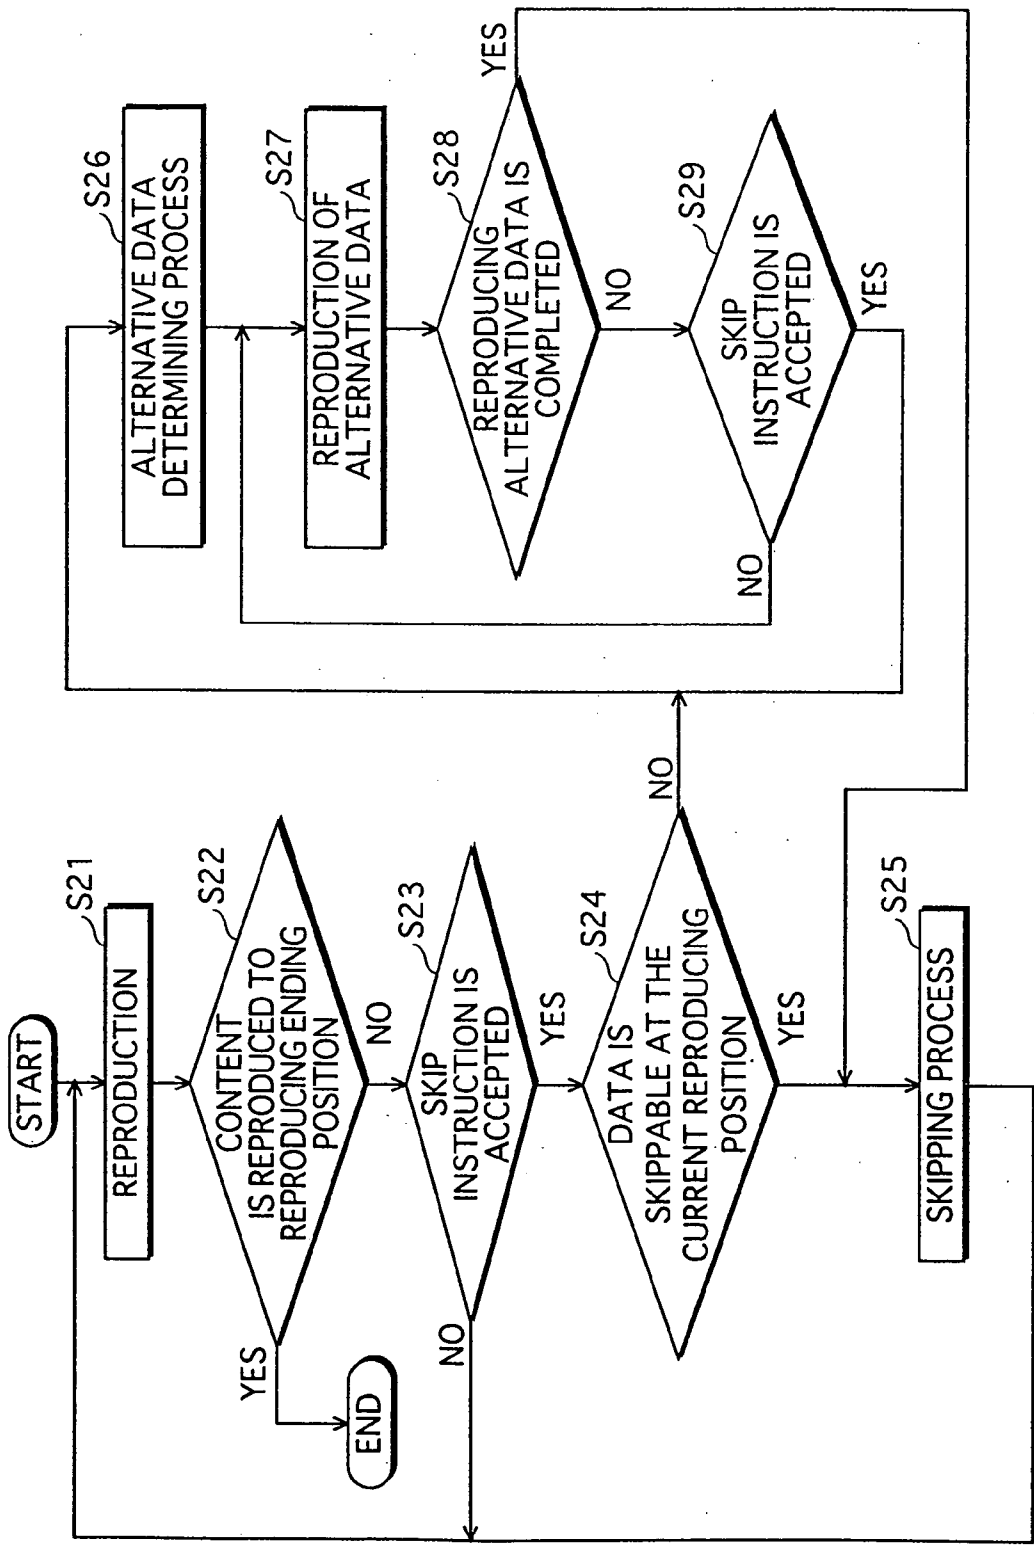 START
S21
REPRODUCTION
S22
CONTENT
IS REPRODUCED TO
REPRODUCING ENDING
POSITION
YES
END
NO
S23
SKIP
INSTRUCTION IS
ACCEPTED
NO
YES
S24
DATA IS
SKIPPABLE AT THE
CURRENT REPRODUCING
POSITION
NO
YES
S25
SKIPPING PROCESS
S26
ALTERNATIVE DATA
DETERMINING PROCESS
S27
REPRODUCTION OF
ALTERNATIVE DATA
S28
REPRODUCING
ALTERNATIVE DATA IS
COMPLETED
YES
NO
S29
SKIP
INSTRUCTION IS
ACCEPTED
NO
YES